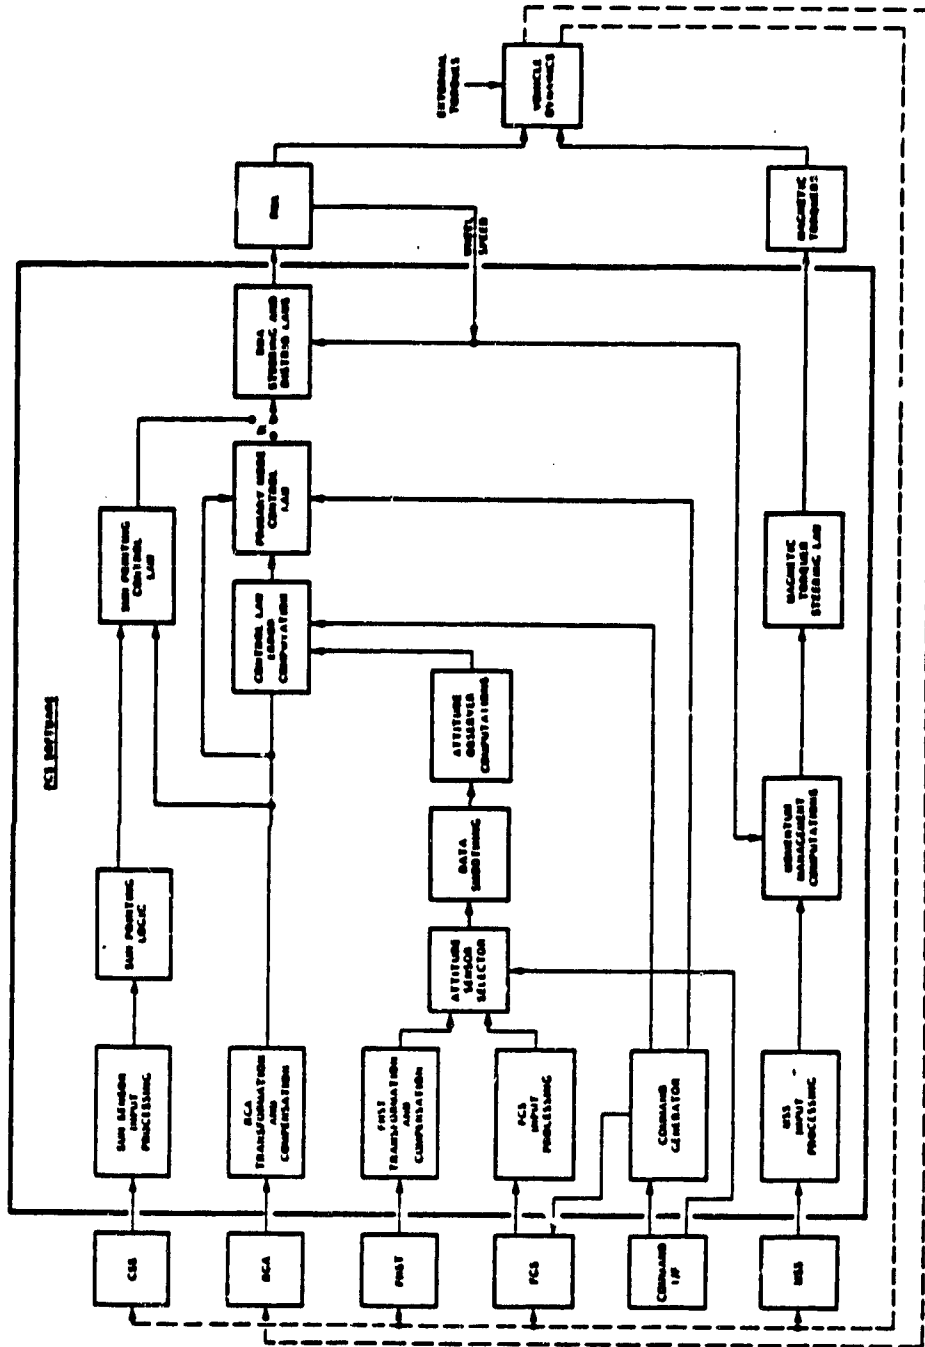 PCS SOFTWARE
CSS
SUN SENSOR
INPUT
PROCESSING
SUN POINTING
LOGIC
SUN POINTING
CONTROL
LAW
RGA
RGA
TRANSFORMATION
AND
COMPENSATION
CONTROL LAW
ERROR
COMPUTATION
PRIMARY MODE
CONTROL
LAW
RWA
STEERING AND
DISTRIB LAWS
RWA
WHEEL
SPEED
EXTERNAL
TORQUES
VEHICLE
DYNAMICS
FHST
FHST
TRANSFORMATION
AND
COMPENSATION
FGS
FGS
INPUT
PROCESSING
ATTITUDE
SENSOR
SELECTOR
DATA
SMOOTHING
ATTITUDE
OBSERVER
COMPUTATIONS
COMMAND
I/F
COMMAND
GENERATOR
MSS
MSS
INPUT
PROCESSING
MOMENTUM
MANAGEMENT
COMPUTATIONS
MAGNETIC
TORQUER
STEERING LAW
MAGNETIC
TORQUERS